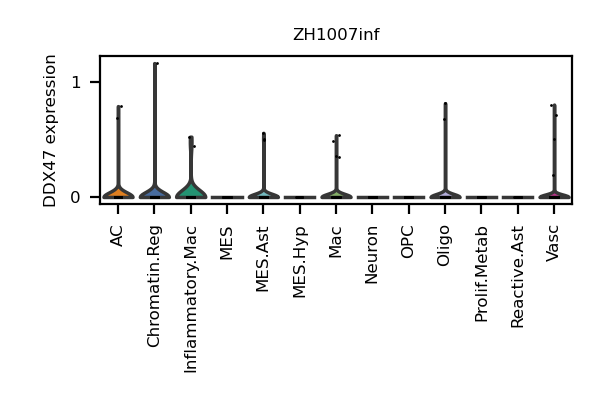 ZH1007inf
DDX47 expression
1
0
AC
Chromatin.Reg
Inflammatory.Mac
MES
MES.Ast
MES.Hyp
Mac
Neuron
OPC
Oligo
Prolif.Metab
Reactive.Ast
Vasc